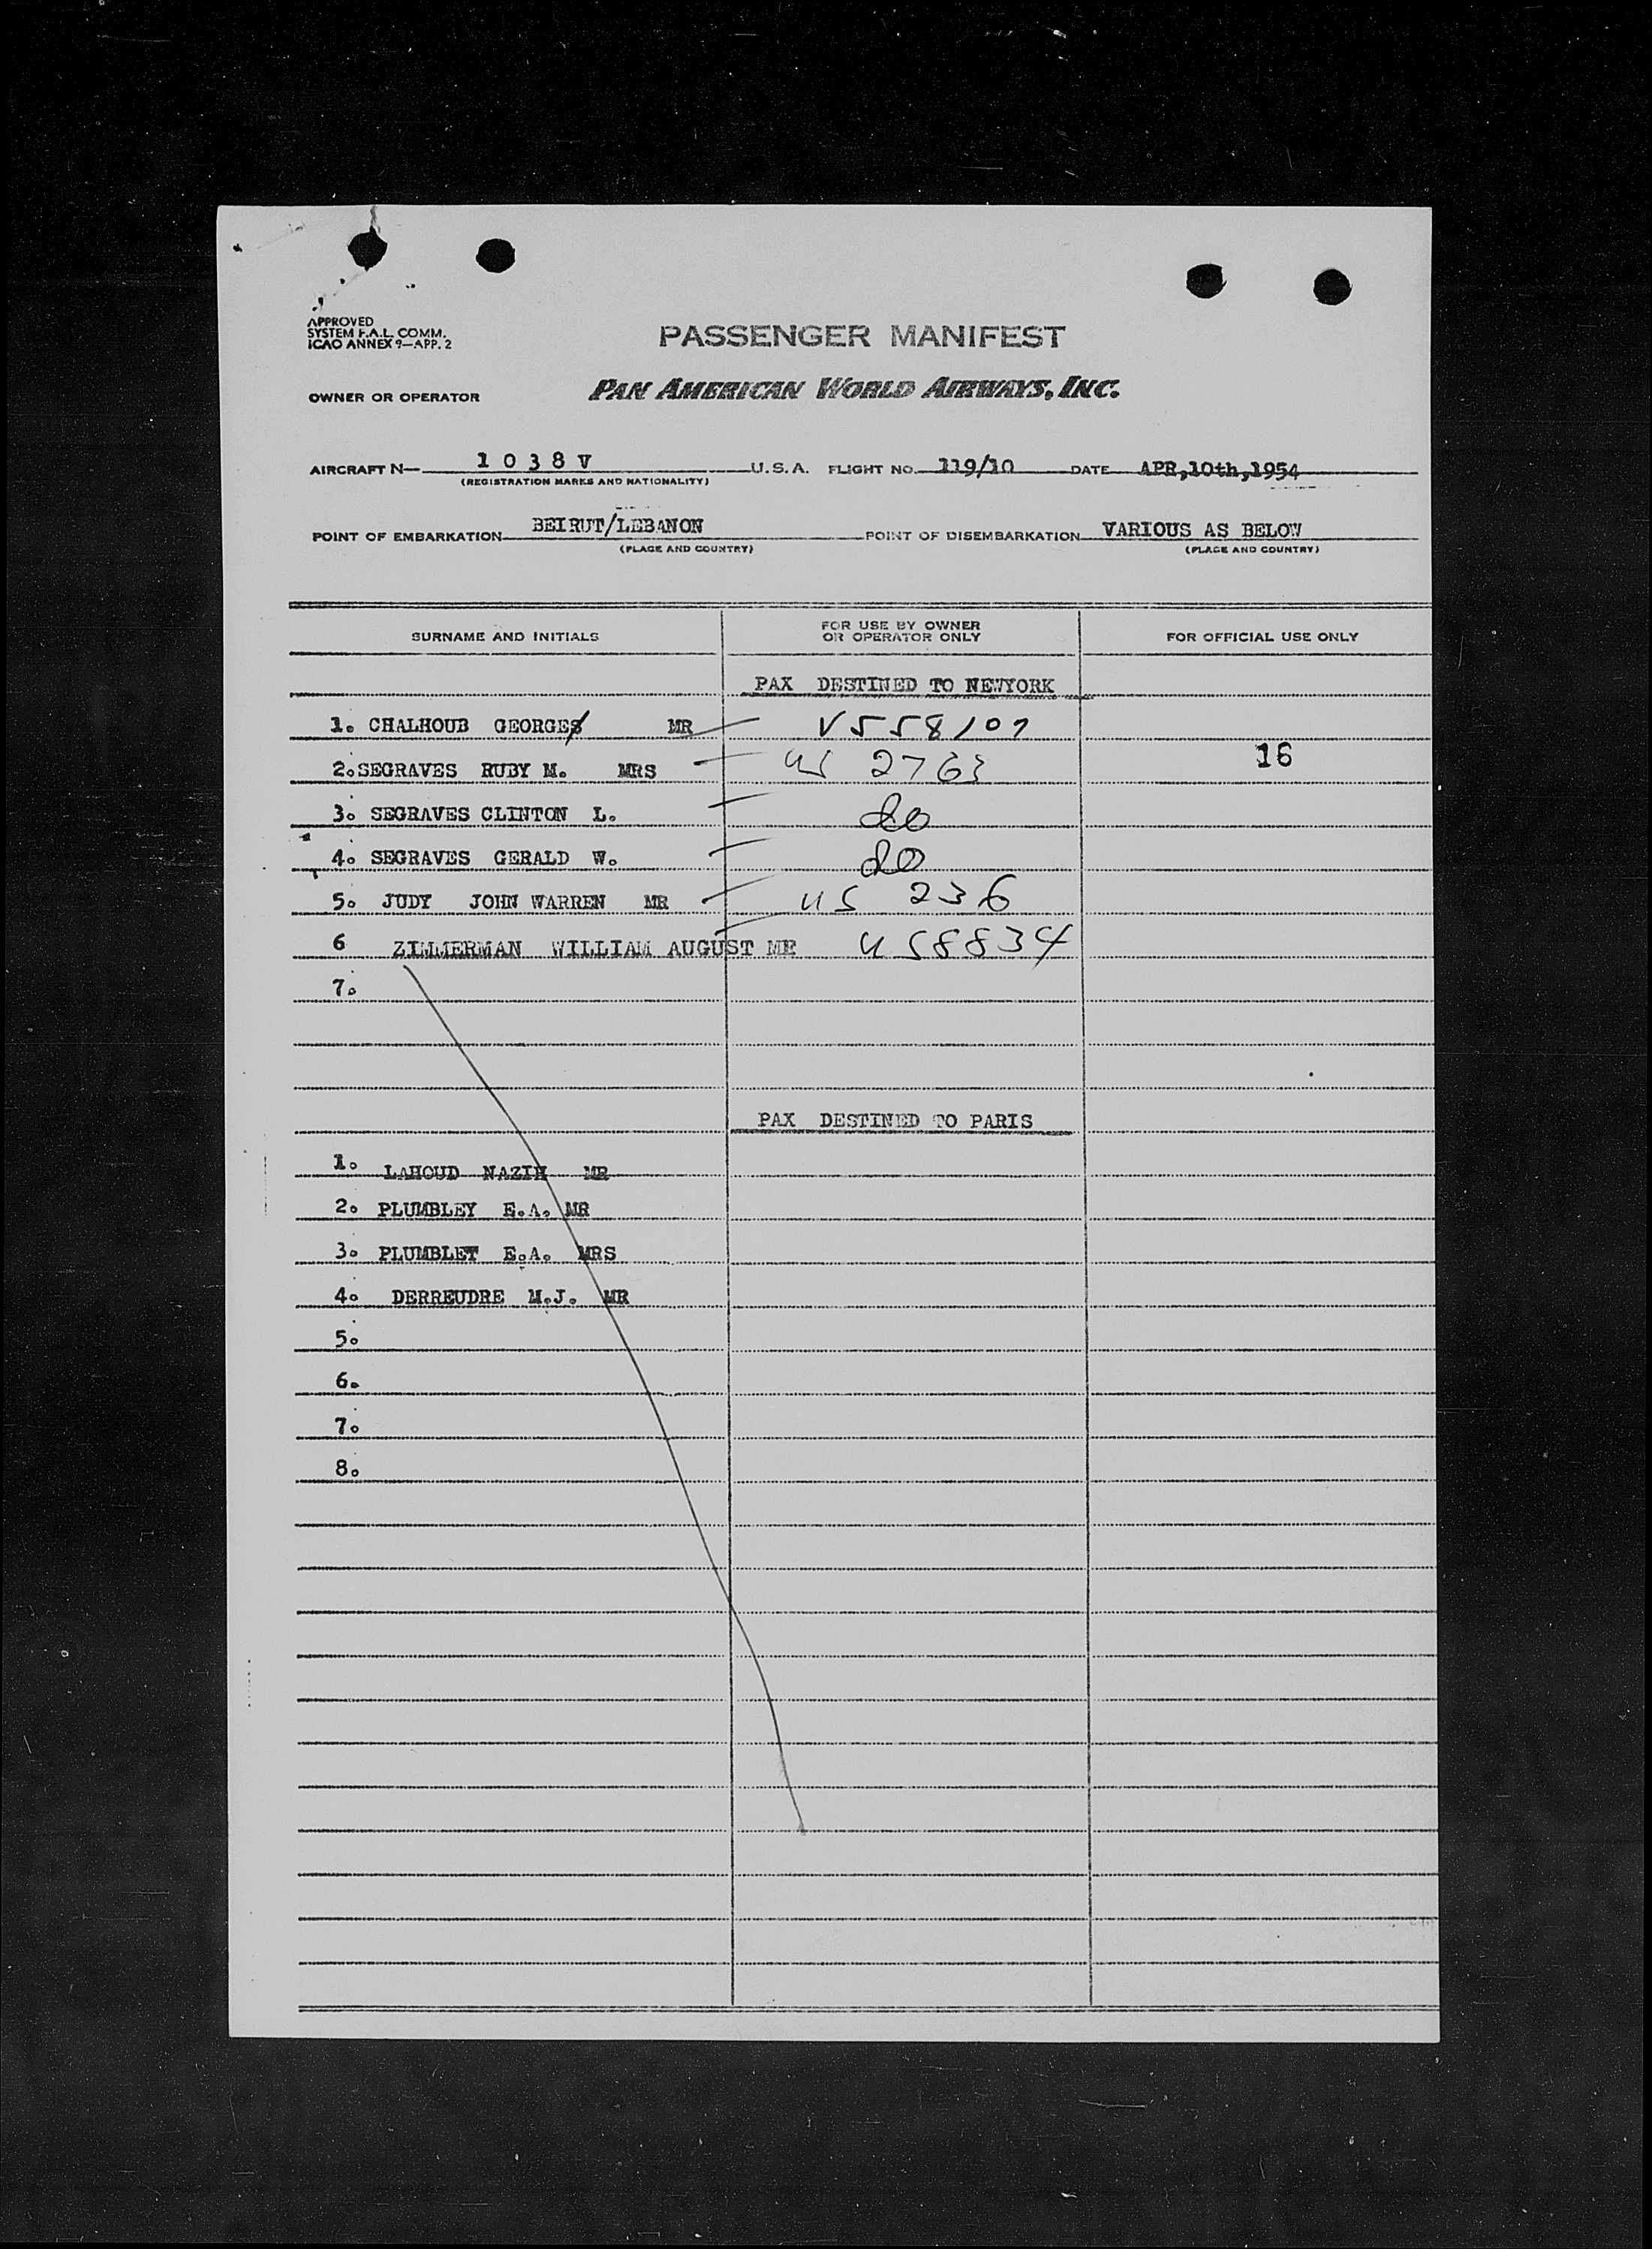 APPROVED
SYSTEM F.A.L. COMM.
ICAO ANNEX 9—APP. 2
PASSENGER MANIFEST
OWNER OR OPERATOR PAN AMERICAN WORLD AIRWAYS, INC.
AIRCRAFT N— 1 0 3 8 V U.S.A. FLIGHT NO. 119/10 DATE APR,10th,1954
(REGISTRATION MARKS AND NATIONALITY)
POINT OF EMBARKATION BEIRUT/LEBANON POINT OF DISEMBARKATION VARIOUS AS BELOW
(PLACE AND COUNTRY) (PLACE AND COUNTRY)
SURNAME AND INITIALS FOR USE BY OWNER OR OPERATOR ONLY FOR OFFICIAL USE ONLY
PAX DESTINED TO NEWYORK
1. CHALHOUB GEORGES MR V558107
2. SEGRAVES RUBY M. MRS US 2763 16
3. SEGRAVES CLINTON L. do
4. SEGRAVES GERALD W. do
5. JUDY JOHN WARREN MR US 236
6 ZIMMERMAN WILLIAM AUGUST MR US8834
7.
PAX DESTINED TO PARIS
1. LAHOUD NAZIH MR
2. PLUMBLEY E.A. MR
3. PLUMBLET E.A. MRS
4. DERREUDRE M.J. MR
5.
6.
7.
8.